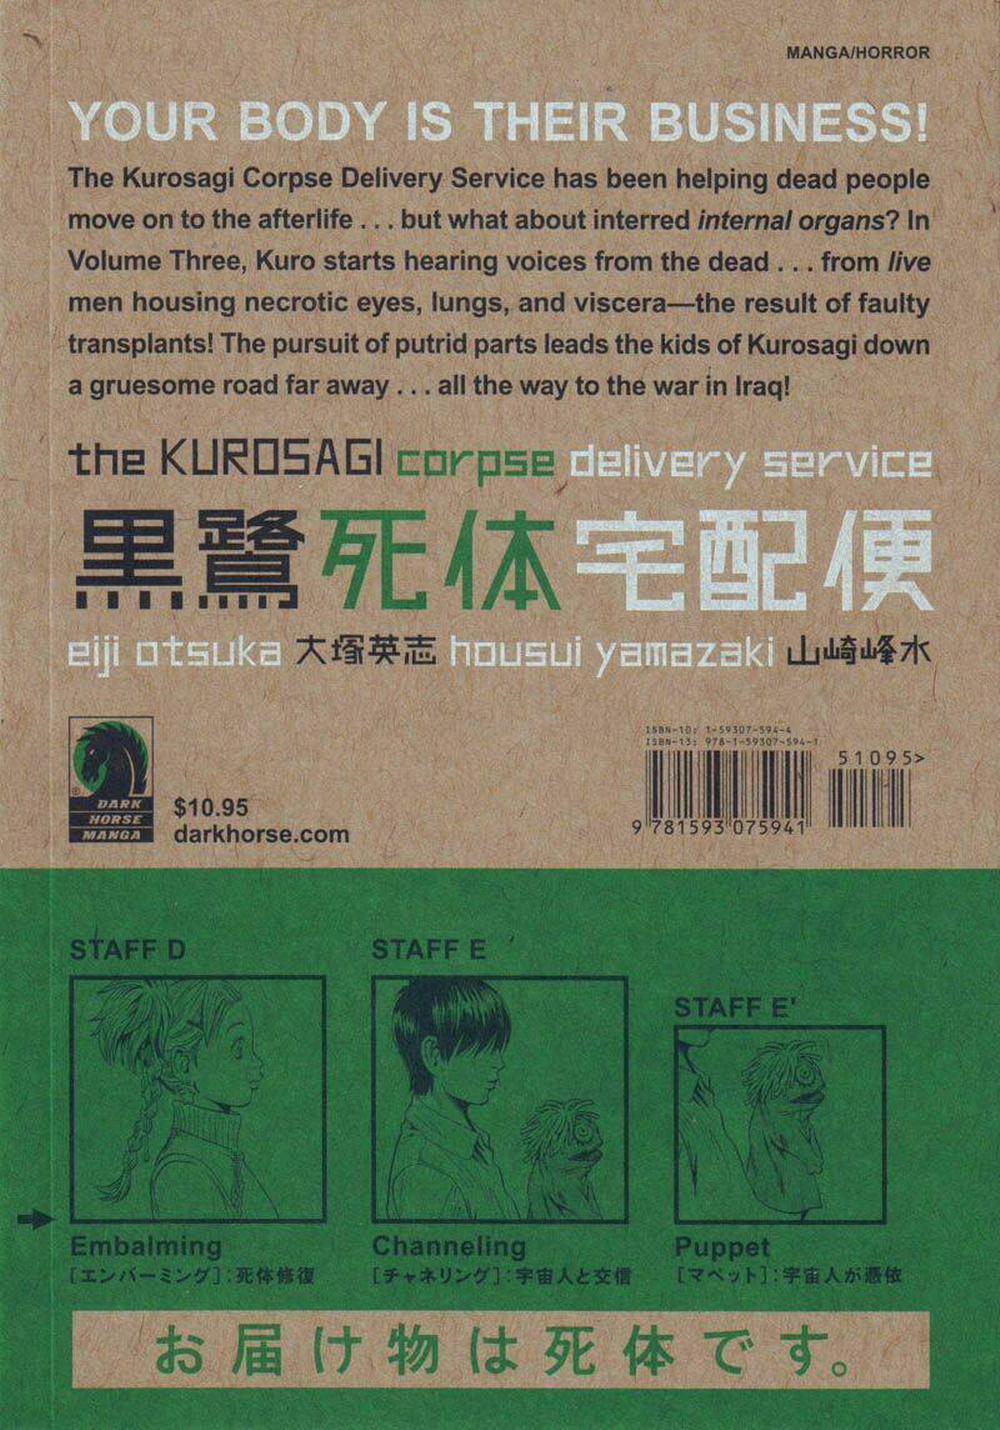 MANGA/HORROR
YOUR BODY IS THEIR BUSINESS!
The Kurosagi Corpse Delivery Service has been helping dead people
move on to the afterlife . . . but what about interred internal organs? In
Volume Three, Kuro starts hearing voices from the dead . . . from live
men housing necrotic eyes, lungs, and viscera—the result of faulty
transplants! The pursuit of putrid parts leads the kids of Kurosagi down
a gruesome road far away . . . all the way to the war in Iraq!
the KUROSAGI corpse delivery service
黒鷺死体宅配便
eiji otsuka 大塚英志 housui yamazaki 山崎峰水
DARK
HORSE
MANGA
$10.95
darkhorse.com
ISBN-10: 1-59307-594-4
ISBN-13: 978-1-59307-594-1
51095>
9 781593 075941
STAFF D
Embalming
[エンバーミング]:死体修復
STAFF E
Channeling
[チャネリング]:宇宙人と交信
STAFF E'
Puppet
[マペット]:宇宙人が憑依
お届け物は死体です。